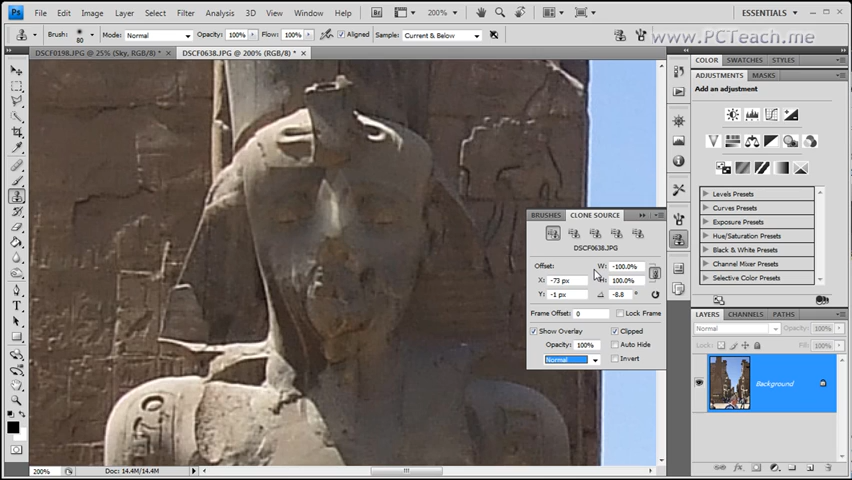 Ps File Edit Image Layer Select Filter Analysis 3D View Window Help Br 200% ESSENTIALS
Brush: 80 Mode: Normal Opacity: 100% Flow: 100% Aligned Sample: Current & Below
www.PCTeach.me
DSCF0198.JPG @ 25% (Sky, RGB/8) * × DSCF0638.JPG @ 200% (RGB/8) * ×
COLOR SWATCHES STYLES
ADJUSTMENTS MASKS
Add an adjustment
Levels Presets
Curves Presets
Exposure Presets
Hue/Saturation Presets
Black & White Presets
Channel Mixer Presets
Selective Color Presets
BRUSHES CLONE SOURCE
DSCF0638.JPG
Offset: W: -100.0%
X: -73 px H: 100.0%
Y: -1 px -8.8 °
Frame Offset: 0 Lock Frame
Show Overlay Clipped
Opacity: 100% Auto Hide
Normal Invert
LAYERS CHANNELS PATHS
Normal Opacity: 100%
Lock: Fill: 100%
Background
200% Doc: 14.4M/14.4M